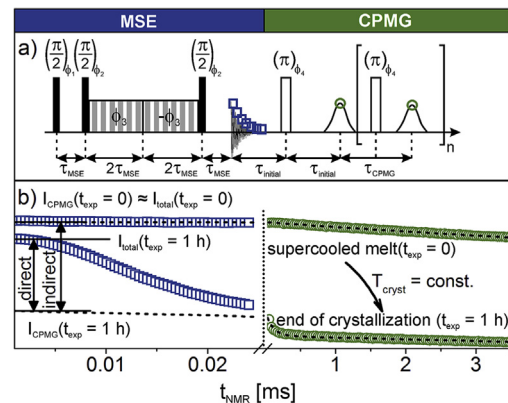 MSE CPMG
a)
(π/2)ϕ₁ (π/2)ϕ₂ (π/2)ϕ₂ (π)ϕ₄ (π)ϕ₄
ϕ₃ -ϕ₃
n
τMSE 2τMSE 2τMSE τMSE τinitial τinitial τCPMG
b)
ICPMG(texp = 0) ≈ Itotal(texp = 0)
Itotal(texp = 1 h)
direct
indirect
ICPMG(texp = 1 h)
supercooled melt(texp = 0)
Tcryst = const.
end of crystallization (texp = 1 h)
0.01 0.02 1 2 3
tNMR [ms]